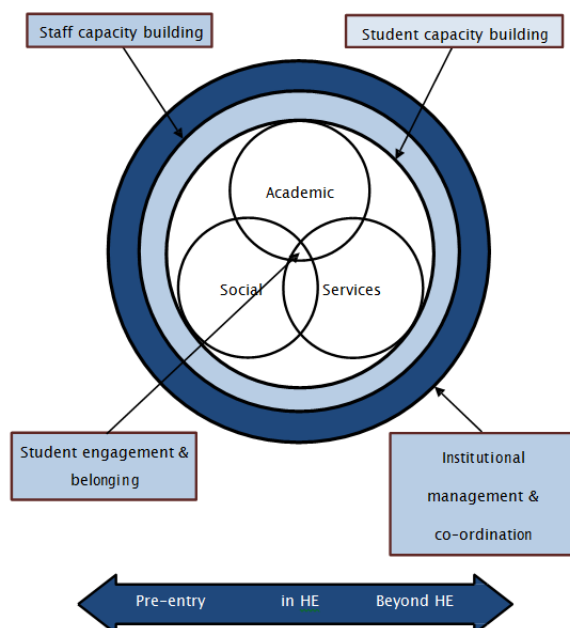 Staff capacity building
Student capacity building
Academic
Social
Services
Student engagement &
belonging
Institutional
management &
co-ordination
Pre-entry in HE Beyond HE